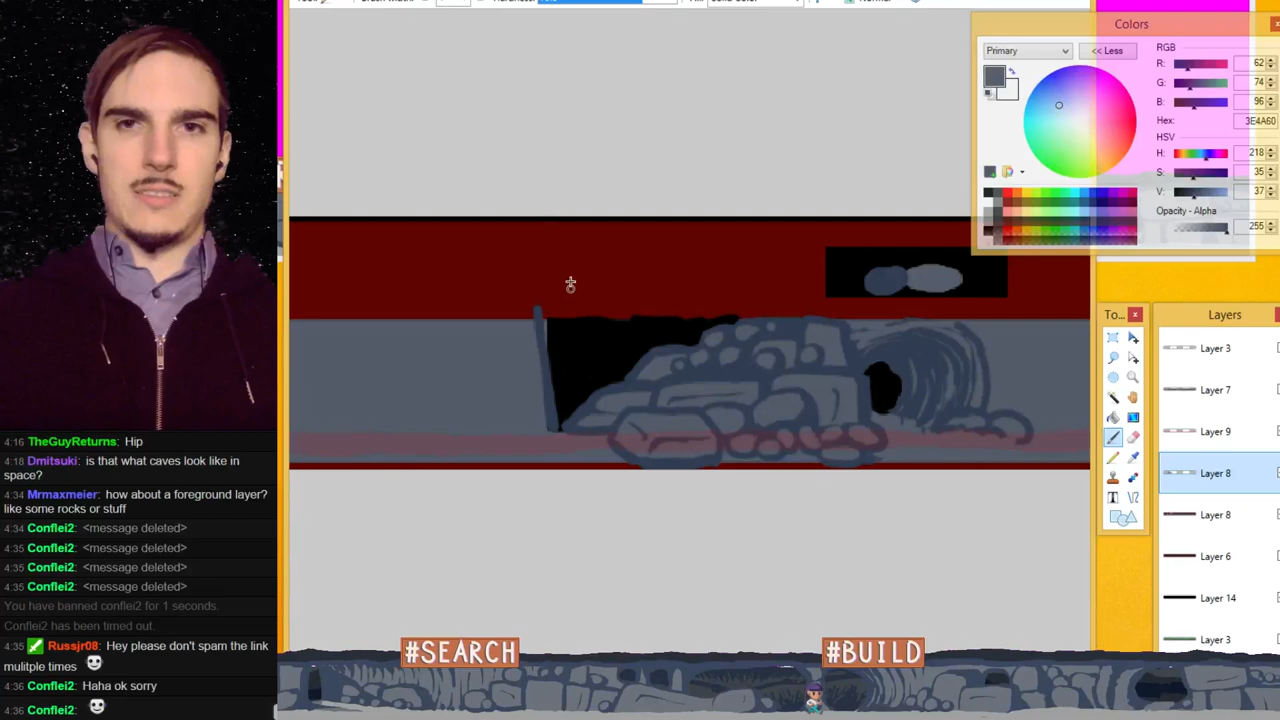 Colors
Primary
<< Less
RGB
R: 62
G: 74
B: 96
Hex: 3E4A60
HSV
H: 218
S: 35
V: 37
Opacity - Alpha
255
To...
Layers
Layer 3
Layer 7
Layer 9
Layer 8
Layer 8
Layer 6
Layer 14
Layer 3
4:16 TheGuyReturns: Hip
4:18 Dmitsuki: is that what caves look like in
space?
4:34 Mrmaxmeier: how about a foreground layer?
like some rocks or stuff
4:34 Conflei2: <message deleted>
4:35 Conflei2: <message deleted>
4:35 Conflei2: <message deleted>
4:35 Conflei2: <message deleted>
You have banned conflei2 for 1 seconds.
Conflei2 has been timed out.
4:35 Russjr08: Hey please don't spam the link
mulitple times
4:36 Conflei2: Haha ok sorry
4:36 Conflei2:
#SEARCH
#BUILD